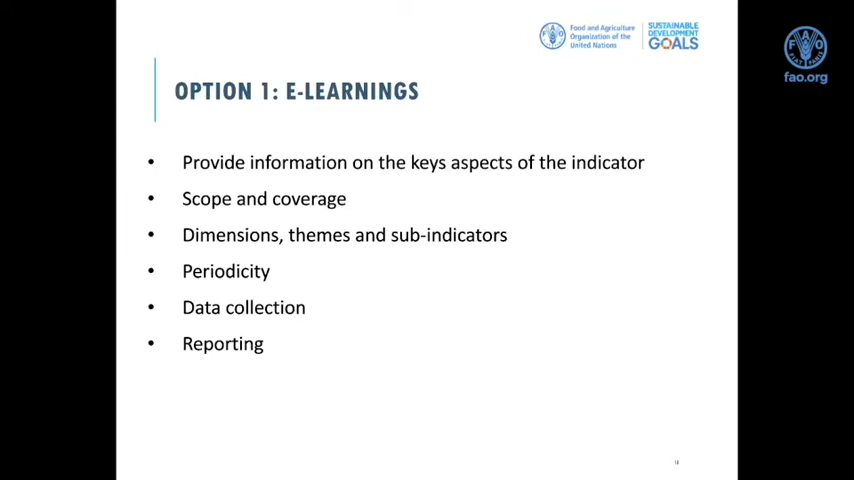 Food and Agriculture
Organization of the
United Nations
SUSTAINABLE
DEVELOPMENT
GOALS
fao.org
OPTION 1: E-LEARNINGS
• Provide information on the keys aspects of the indicator
• Scope and coverage
• Dimensions, themes and sub-indicators
• Periodicity
• Data collection
• Reporting